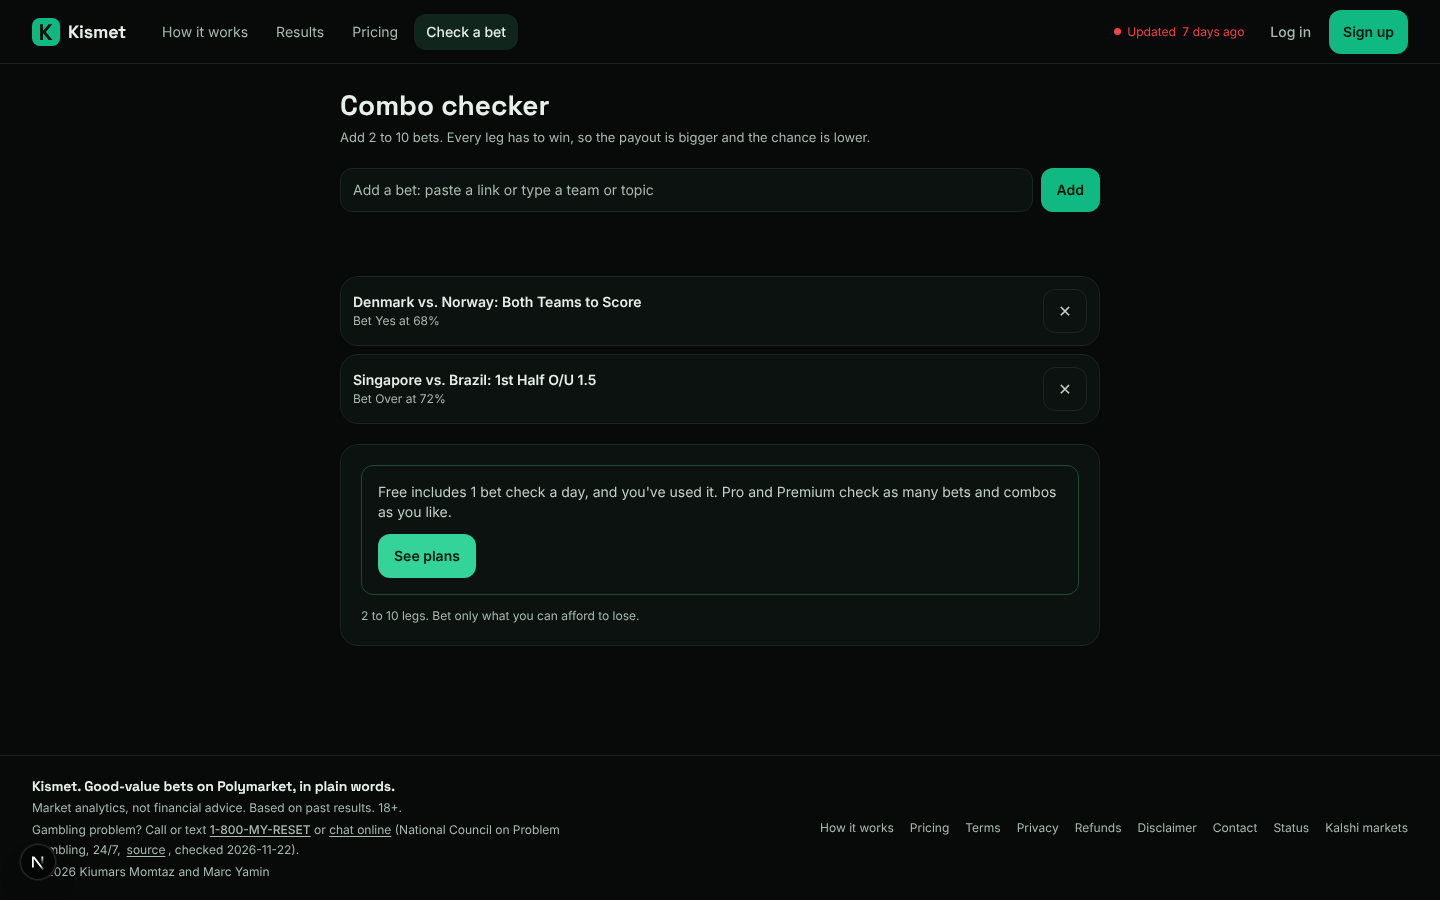 K Kismet How it works Results Pricing Check a bet Updated 7 days ago Log in Sign up
Combo checker
Add 2 to 10 bets. Every leg has to win, so the payout is bigger and the chance is lower.
Add a bet: paste a link or type a team or topic Add
Denmark vs. Norway: Both Teams to Score
Bet Yes at 68%
✕
Singapore vs. Brazil: 1st Half O/U 1.5
Bet Over at 72%
✕
Free includes 1 bet check a day, and you've used it. Pro and Premium check as many bets and combos
as you like.
See plans
2 to 10 legs. Bet only what you can afford to lose.
Kismet. Good-value bets on Polymarket, in plain words.
Market analytics, not financial advice. Based on past results. 18+.
Gambling problem? Call or text 1-800-MY-RESET or chat online (National Council on Problem
mbling, 24/7, source , checked 2026-11-22).
026 Kiumars Momtaz and Marc Yamin
N
How it works Pricing Terms Privacy Refunds Disclaimer Contact Status Kalshi markets